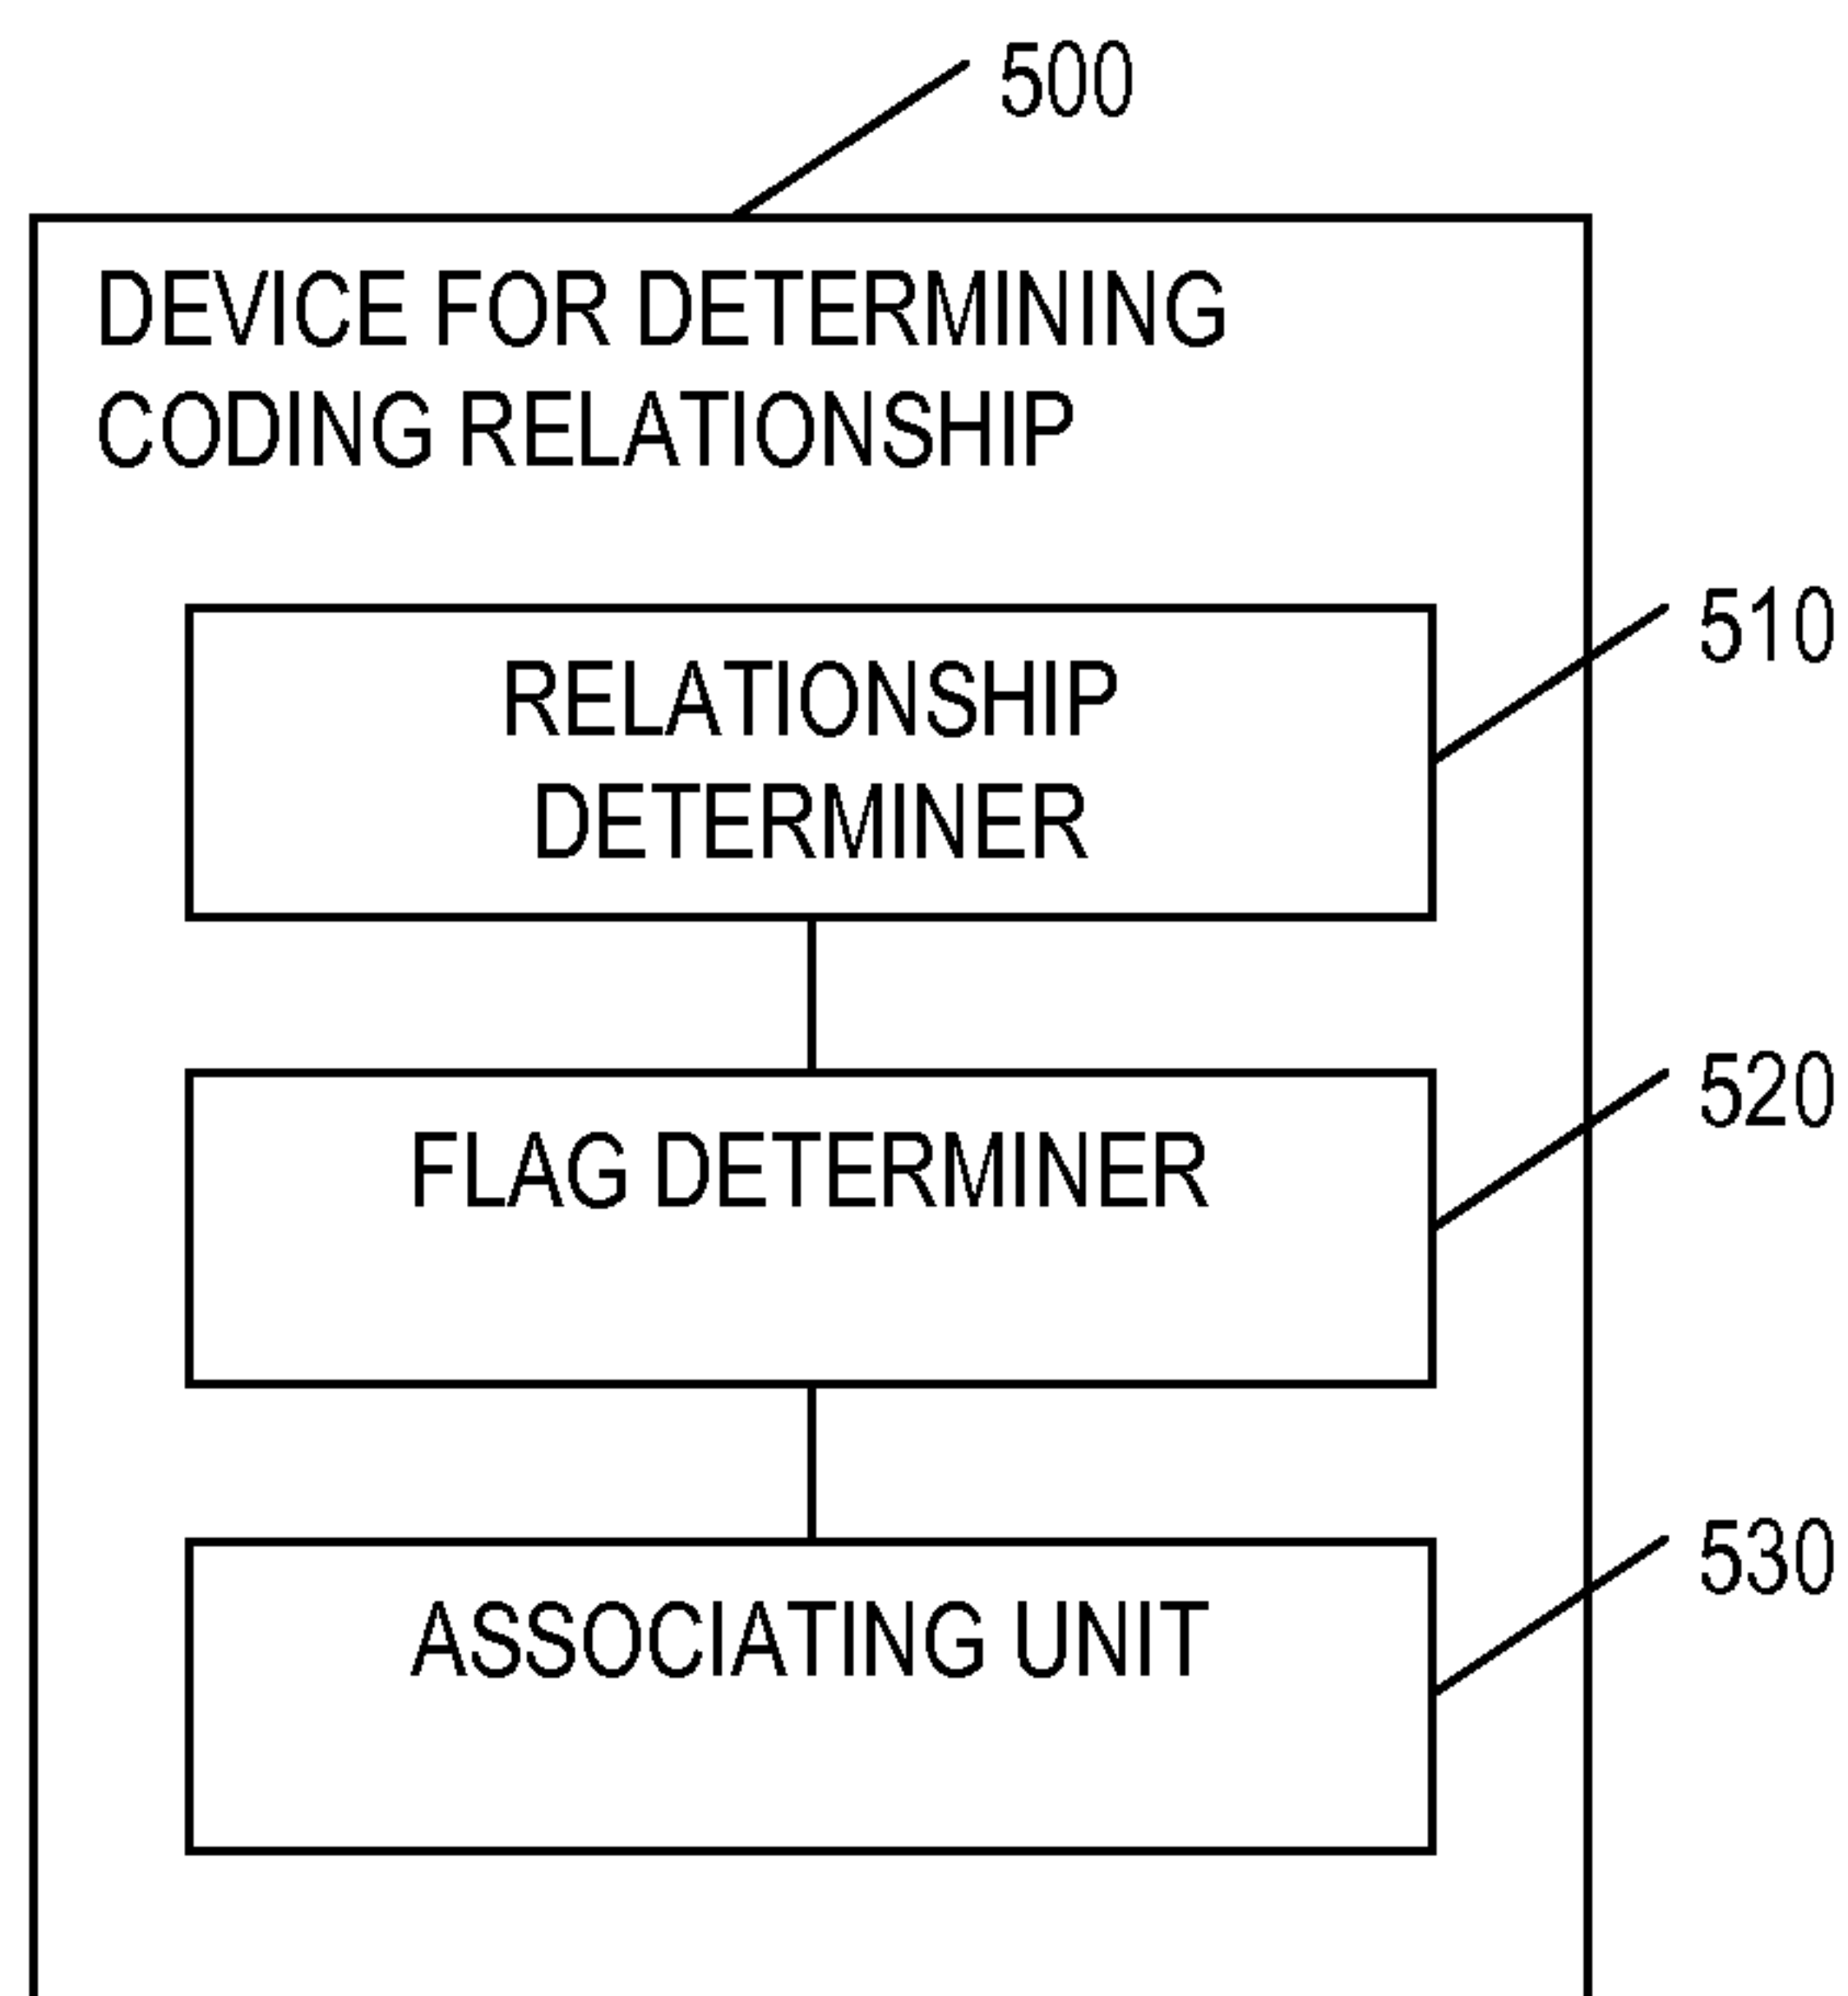 500
DEVICE FOR DETERMINING
CODING RELATIONSHIP
510
RELATIONSHIP
DETERMINER
520
FLAG DETERMINER
530
ASSOCIATING UNIT